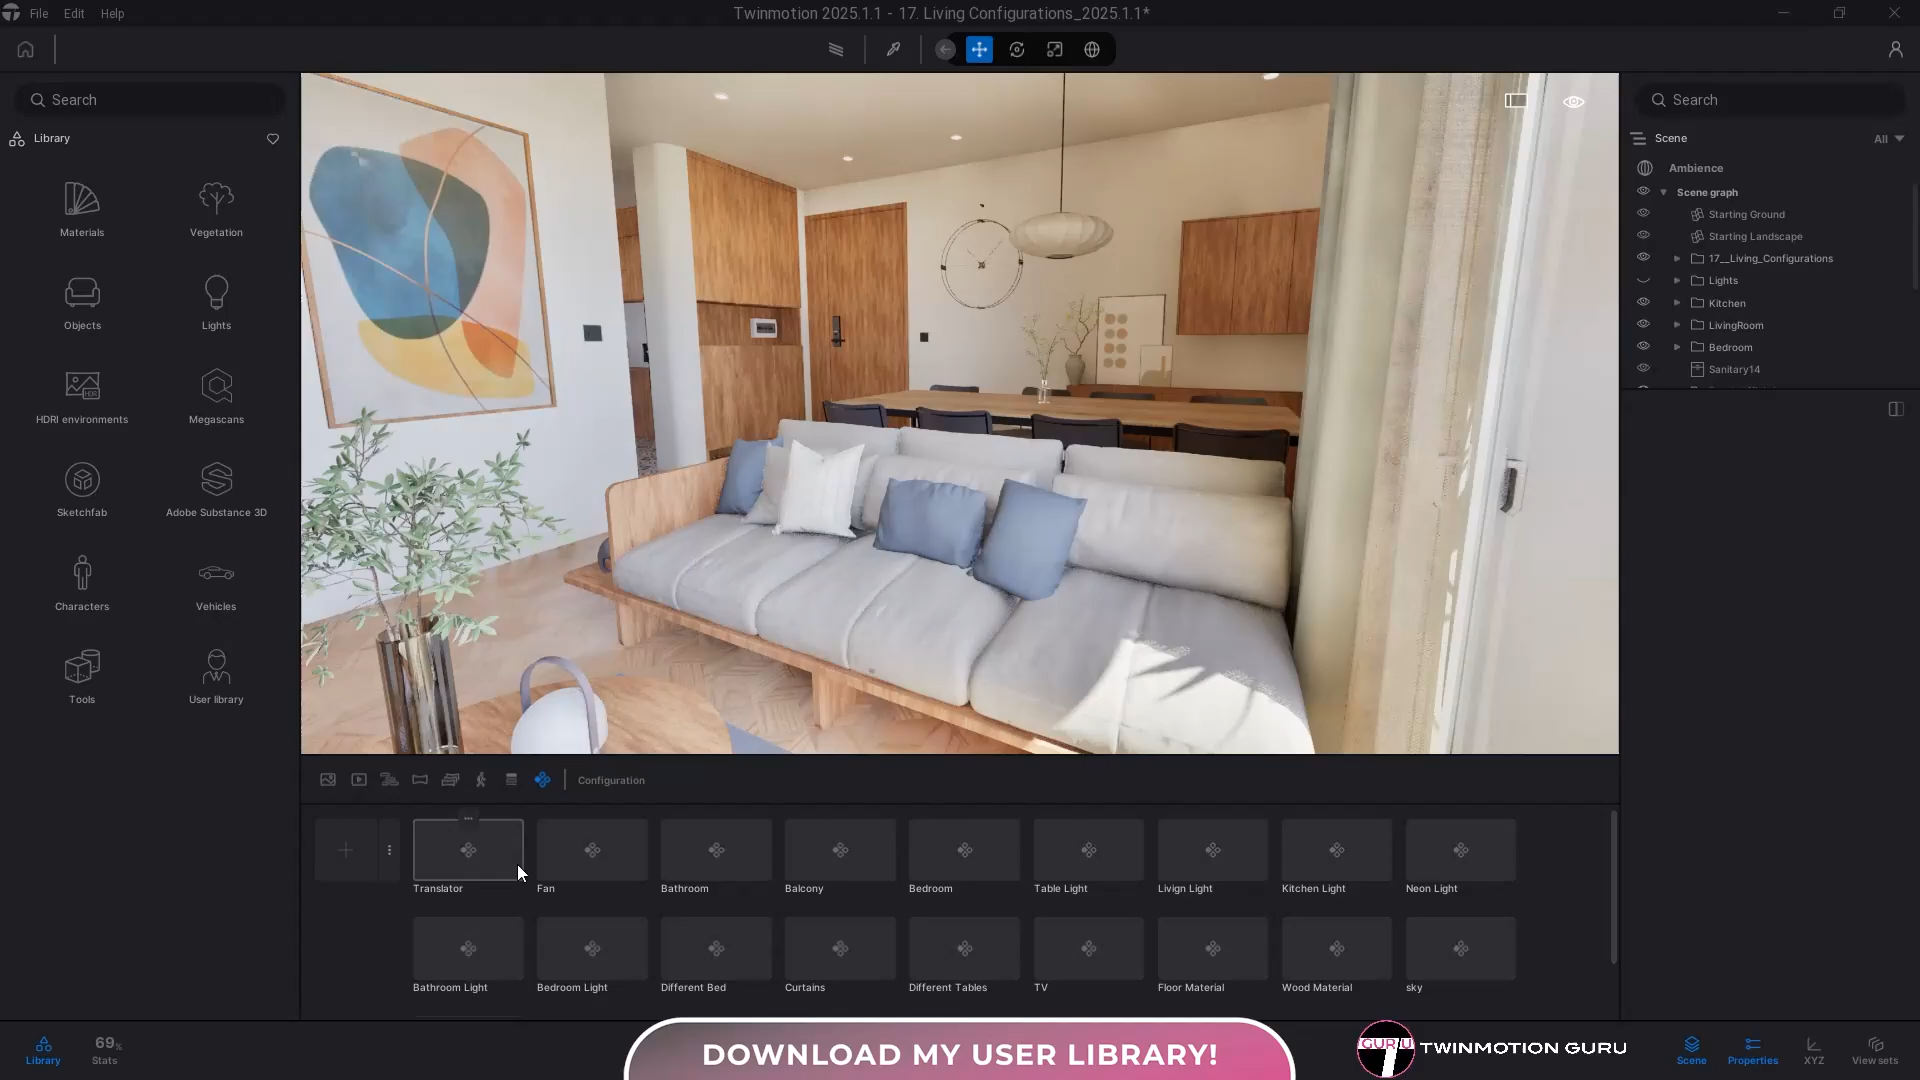 File Edit Help
Twinmotion 2025.1.1 - 17. Living Configurations_2025.1.1*
Search
Library
Materials
Vegetation
Objects
Lights
HDRI environments
Megascans
Sketchfab
Adobe Substance 3D
Characters
Vehicles
Tools
User library
Search
Scene
All
Ambience
Scene graph
Starting Ground
Starting Landscape
17__Living_Configurations
Lights
Kitchen
LivingRoom
Bedroom
Sanitary14
Configuration
Translator
Fan
Bathroom
Balcony
Bedroom
Table Light
Livign Light
Kitchen Light
Neon Light
Bathroom Light
Bedroom Light
Different Bed
Curtains
Different Tables
TV
Floor Material
Wood Material
sky
Library
69%
Stats
DOWNLOAD MY USER LIBRARY!
GURU
TWINMOTION GURU
Scene
Properties
XYZ
View sets